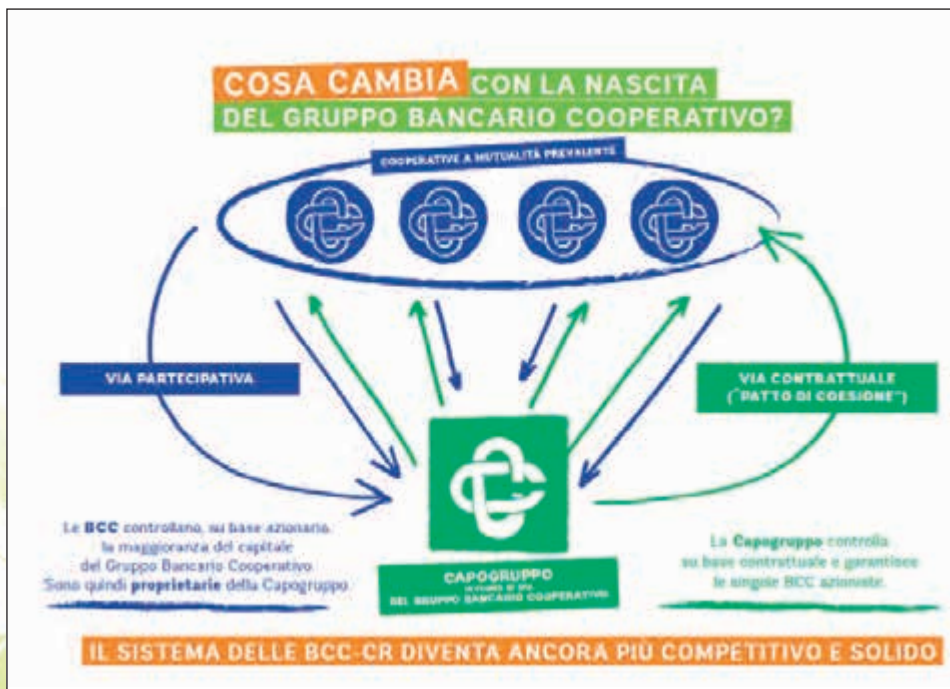 COSA CAMBIA CON LA NASCITA
DEL GRUPPO BANCARIO COOPERATIVO?
COOPERATIVE A MUTUALITÀ PREVALENTE
VIA PARTECIPATIVA
VIA CONTRATTUALE
("PATTO DI COESIONE")
Le BCC controllano, su base azionaria,
la maggioranza del capitale
del Gruppo Bancario Cooperativo.
Sono quindi proprietarie della Capogruppo
La Capogruppo controlla
su base contrattuale e garantisce
le singole BCC azioniste.
CAPOGRUPPO
DEL GRUPPO BANCARIO COOPERATIVO
IL SISTEMA DELLE BCC-CR DIVENTA ANCORA PIÙ COMPETITIVO E SOLIDO